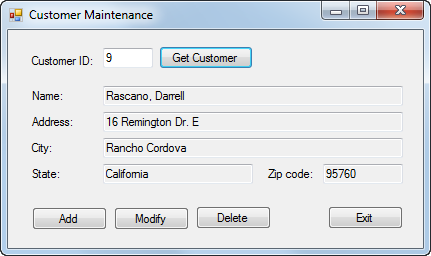 Customer Maintenance
Customer ID: 9 Get Customer
Name: Rascano, Darrell
Address: 16 Remington Dr. E
City: Rancho Cordova
State: California Zip code: 95760
Add Modify Delete Exit